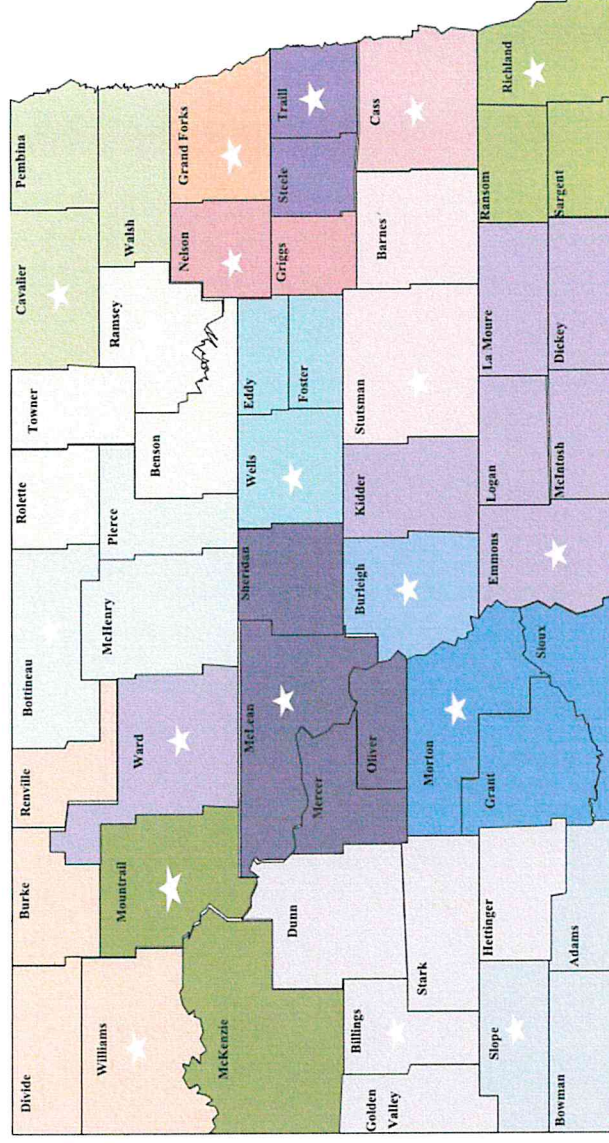 Divide
Burke
Renville
Bottineau
Rolette
Towner
Cavalier
Pembina
Williams
Mountrail
Ward
McHenry
Pierce
Benson
Ramsey
Walsh
McKenzie
Dunn
Mercer
McLean
Sheridan
Wells
Eddy
Foster
Nelson
Griggs
Grand Forks
Steele
Traill
Golden
Valley
Billings
Stark
Oliver
Morton
Burleigh
Kidder
Stutsman
Barnes
Cass
Slope
Hettinger
Grant
Sioux
Emmons
Logan
La Moure
Ransom
Richland
Bowman
Adams
McIntosh
Dickey
Sargent